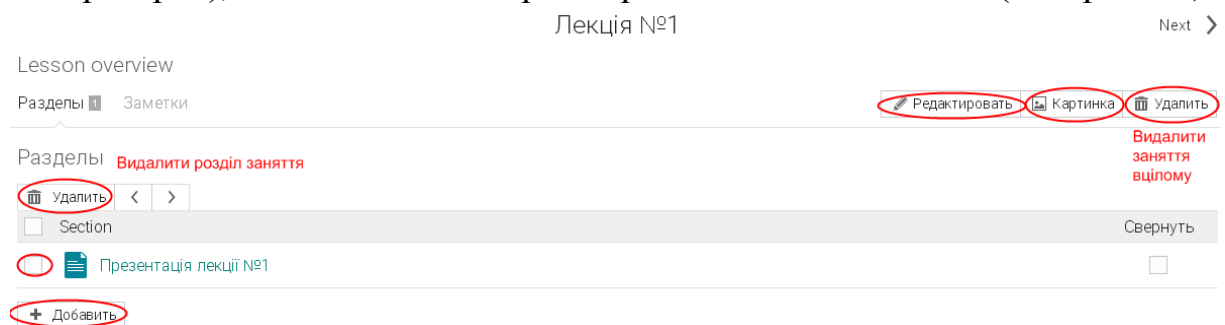 Лекція №1
Next
Lesson overview
Разделы 1 Заметки
Редактировать Картинка Удалить
Видалити заняття вцілому
Разделы Видалити розділ заняття
Удалить < >
Section Свернуть
Презентація лекції №1
+ Добавить